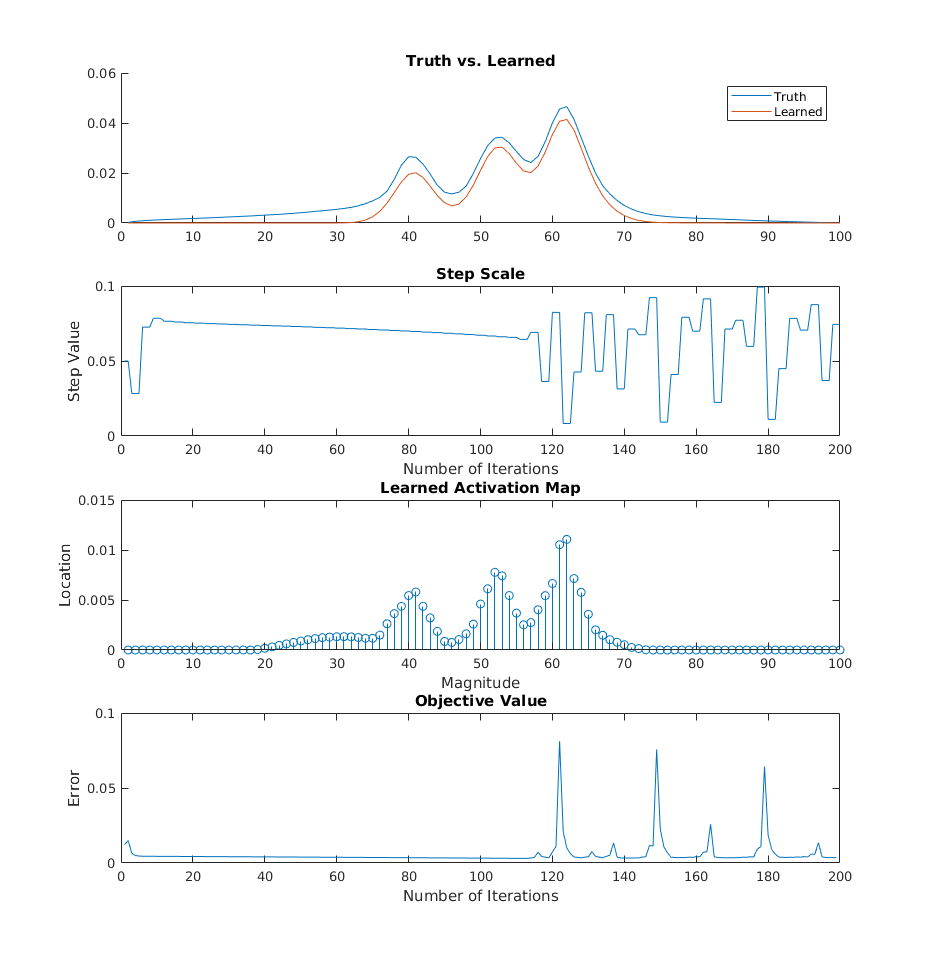 Truth vs. Learned
0.06
0.04
0.02
0
Truth
Learned
0 10 20 30 40 50 60 70 80 90 100
Step Scale
Step Value
0.1
0.05
0
0 20 40 60 80 100 120 140 160 180 200
Number of Iterations
Learned Activation Map
Location
0.015
0.01
0.005
0
0 10 20 30 40 50 60 70 80 90 100
Magnitude
Objective Value
Error
0.1
0.05
0
0 20 40 60 80 100 120 140 160 180 200
Number of Iterations